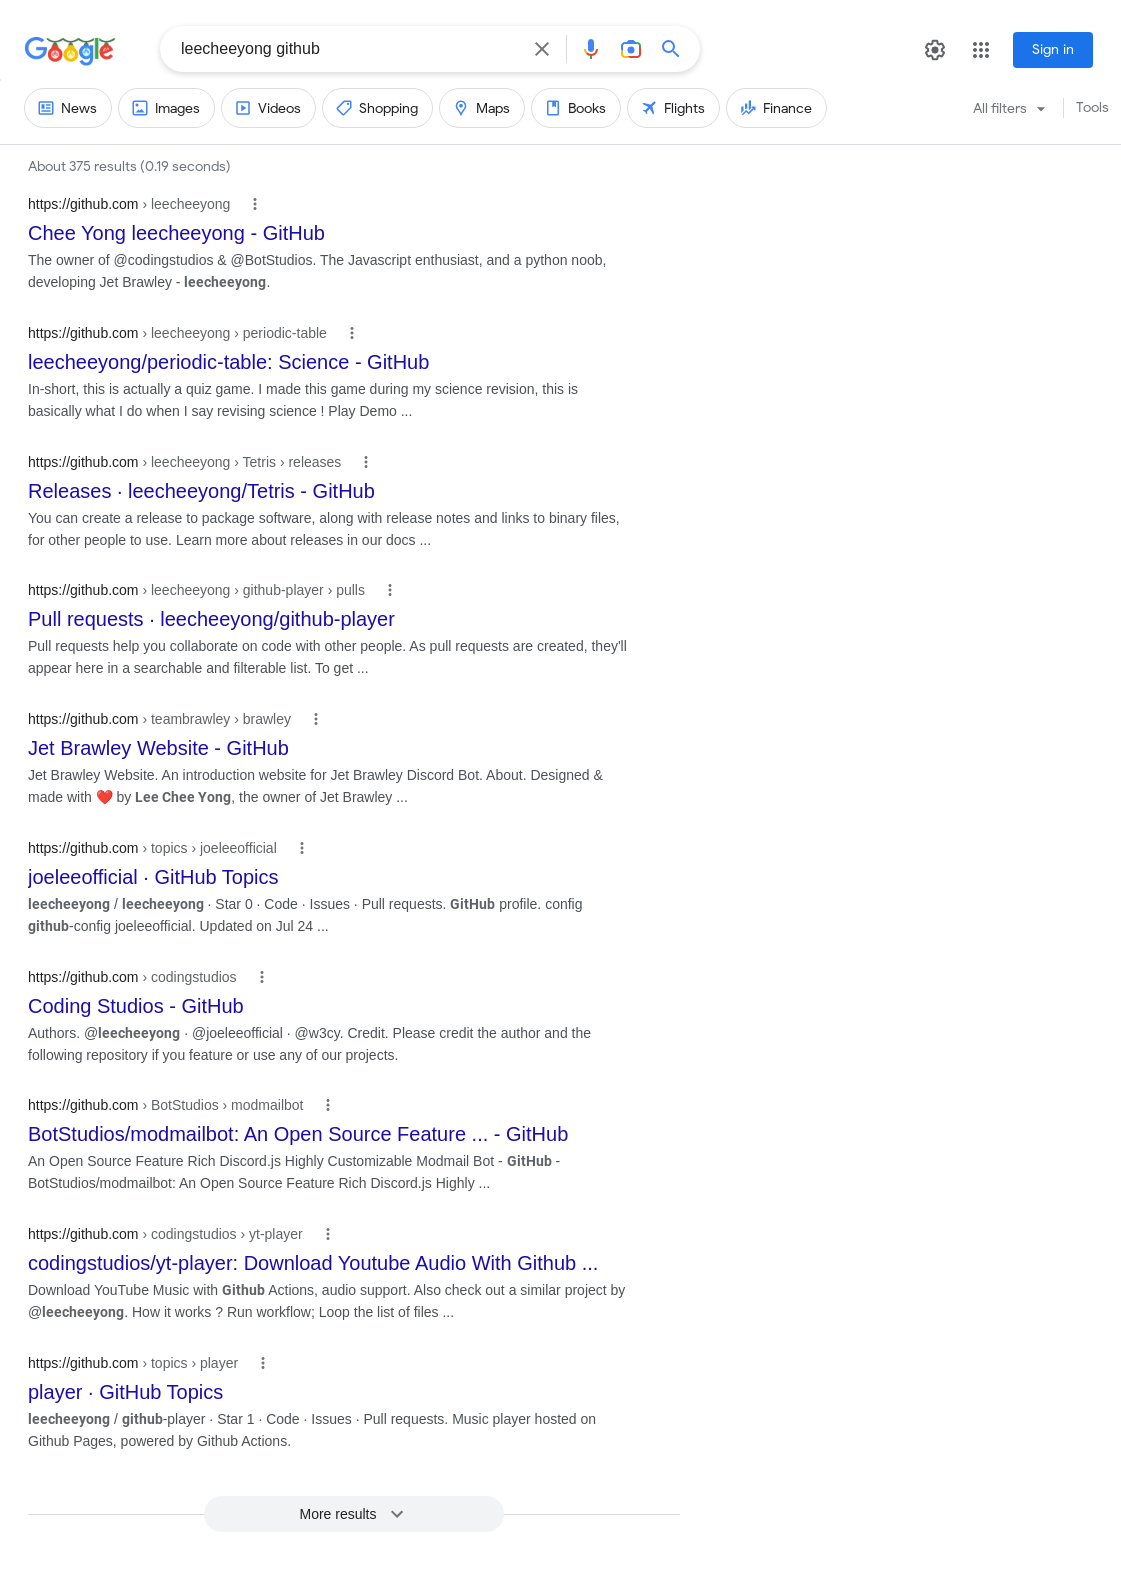 Google
leecheeyong github
Sign in
News
Images
Videos
Shopping
Maps
Books
Flights
Finance
All filters
Tools
About 375 results (0.19 seconds)
https://github.com › leecheeyong
Chee Yong leecheeyong - GitHub
The owner of @codingstudios & @BotStudios. The Javascript enthusiast, and a python noob,
developing Jet Brawley - leecheeyong.
https://github.com › leecheeyong › periodic-table
leecheeyong/periodic-table: Science - GitHub
In-short, this is actually a quiz game. I made this game during my science revision, this is
basically what I do when I say revising science ! Play Demo ...
https://github.com › leecheeyong › Tetris › releases
Releases · leecheeyong/Tetris - GitHub
You can create a release to package software, along with release notes and links to binary files,
for other people to use. Learn more about releases in our docs ...
https://github.com › leecheeyong › github-player › pulls
Pull requests · leecheeyong/github-player
Pull requests help you collaborate on code with other people. As pull requests are created, they'll
appear here in a searchable and filterable list. To get ...
https://github.com › teambrawley › brawley
Jet Brawley Website - GitHub
Jet Brawley Website. An introduction website for Jet Brawley Discord Bot. About. Designed &
made with ❤️ by Lee Chee Yong, the owner of Jet Brawley ...
https://github.com › topics › joeleeofficial
joeleeofficial · GitHub Topics
leecheeyong / leecheeyong · Star 0 · Code · Issues · Pull requests. GitHub profile. config
github-config joeleeofficial. Updated on Jul 24 ...
https://github.com › codingstudios
Coding Studios - GitHub
Authors. @leecheeyong · @joeleeofficial · @w3cy. Credit. Please credit the author and the
following repository if you feature or use any of our projects.
https://github.com › BotStudios › modmailbot
BotStudios/modmailbot: An Open Source Feature ... - GitHub
An Open Source Feature Rich Discord.js Highly Customizable Modmail Bot - GitHub -
BotStudios/modmailbot: An Open Source Feature Rich Discord.js Highly ...
https://github.com › codingstudios › yt-player
codingstudios/yt-player: Download Youtube Audio With Github ...
Download YouTube Music with Github Actions, audio support. Also check out a similar project by
@leecheeyong. How it works ? Run workflow; Loop the list of files ...
https://github.com › topics › player
player · GitHub Topics
leecheeyong / github-player · Star 1 · Code · Issues · Pull requests. Music player hosted on
Github Pages, powered by Github Actions.
More results